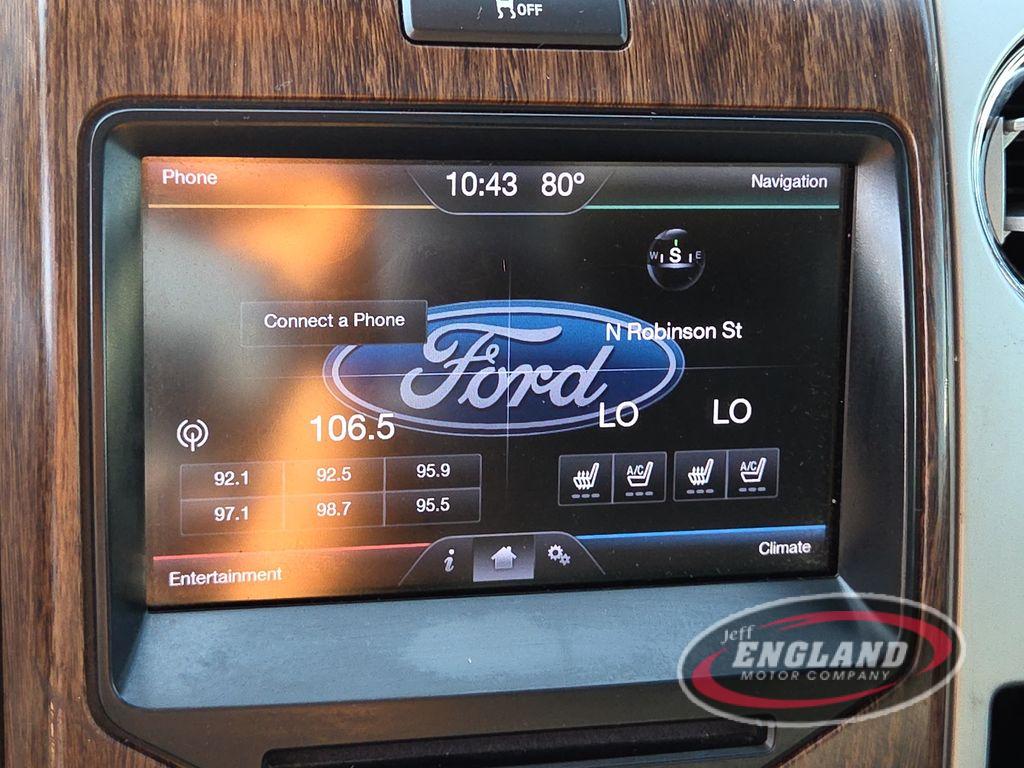 OFF
Phone
10:43 80°
Navigation
W S E
Connect a Phone
N Robinson St
Ford
106.5
LO LO
92.1 92.5 95.9
A/C A/C
97.1 98.7 95.5
i
Climate
Entertainment
Jeff
ENGLAND
MOTOR COMPANY